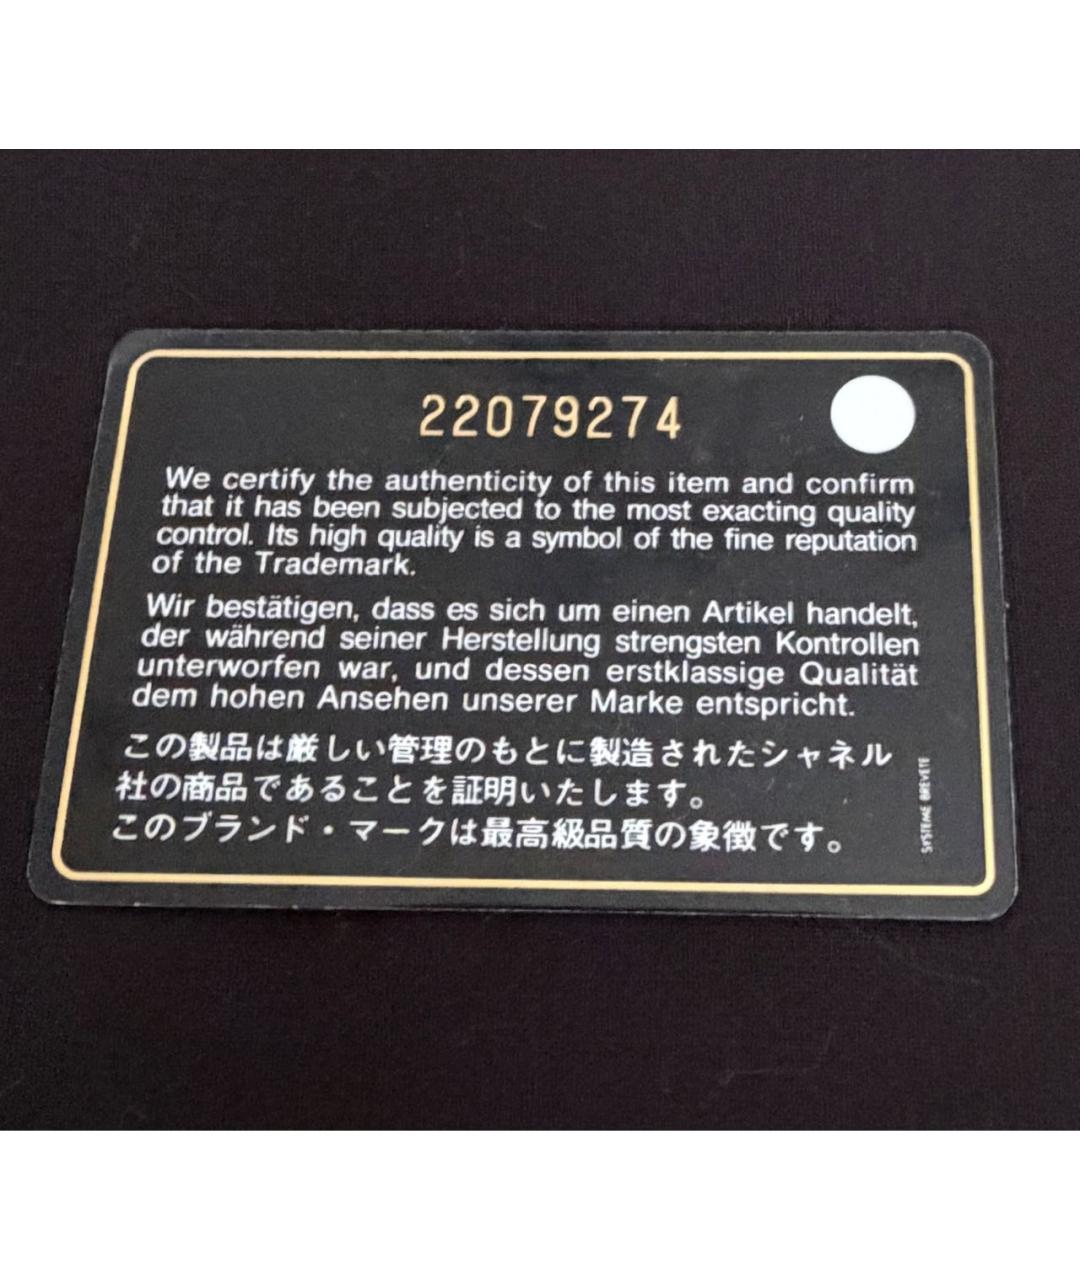 22079274
We certify the authenticity of this item and confirm
that it has been subjected to the most exacting quality
control. Its high quality is a symbol of the fine reputation
of the Trademark.
Wir bestätigen, dass es sich um einen Artikel handelt,
der während seiner Herstellung strengsten Kontrollen
unterworfen war, und dessen erstklassige Qualität
dem hohen Ansehen unserer Marke entspricht.
この製品は厳しい管理のもとに製造されたシャネル
社の商品であることを証明いたします。
このブランド・マークは最高級品質の象徴です。
SYSTEME BREVETE